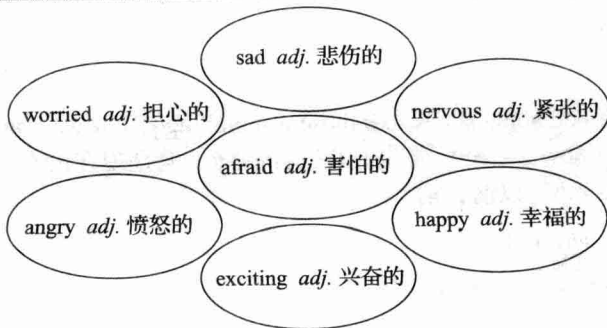 sad adj. 悲伤的
worried adj. 担心的
nervous adj. 紧张的
afraid adj. 害怕的
angry adj. 愤怒的
happy adj. 幸福的
exciting adj. 兴奋的